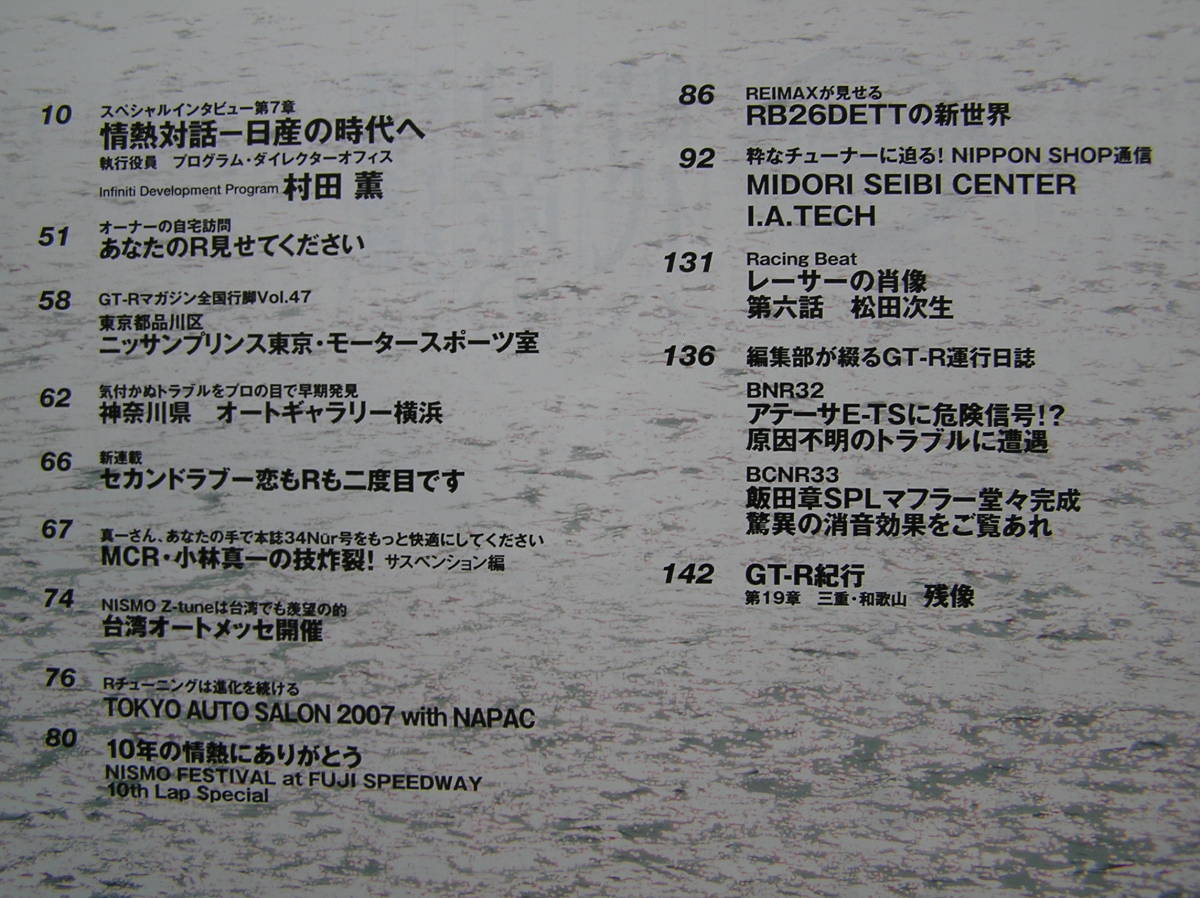 10
スペシャルインタビュー第7章
情熱対話ー日産の時代へ
執行役員　プログラム・ダイレクターオフィス
Infiniti Development Program 村田 薫
51
オーナーの自宅訪問
あなたのR見せてください
58
GT-Rマガジン全国行脚Vol.47
東京都品川区
ニッサンプリンス東京・モータースポーツ室
62
気付かぬトラブルをプロの目で早期発見
神奈川県　オートギャラリー横浜
66
新連載
セカンドラブー恋もRも二度目です
67
真一さん、あなたの手で本誌34Nür号をもっと快適にしてください
MCR・小林真一の技炸裂! サスペンション編
74
NISMO Z-tuneは台湾でも羨望の的
台湾オートメッセ開催
76
Rチューニングは進化を続ける
TOKYO AUTO SALON 2007 with NAPAC
80
10年の情熱にありがとう
NISMO FESTIVAL at FUJI SPEEDWAY
10th Lap Special
86
REIMAXが見せる
RB26DETTの新世界
92
粋なチューナーに迫る! NIPPON SHOP通信
MIDORI SEIBI CENTER
I.A.TECH
131
Racing Beat
レーサーの肖像
第六話　松田次生
136
編集部が綴るGT-R運行日誌
BNR32
アテーサE-TSに危険信号!?
原因不明のトラブルに遭遇
BCNR33
飯田章SPLマフラー堂々完成
驚異の消音効果をご覧あれ
142
GT-R紀行
第19章　三重・和歌山　残像